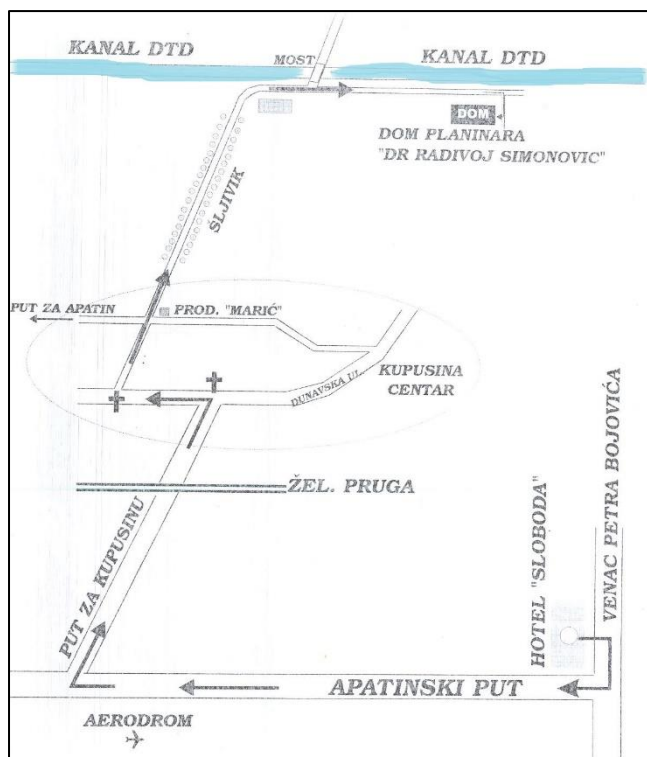 KANAL DTD
MOST
KANAL DTD
DOM
DOM PLANINARA
"DR RADIVOJ SIMONOVIC"
ŠLJIVIK
PUT ZA APATIN
PROD. "MARIĆ"
DUNAVSKA UL.
KUPUSINA
CENTAR
ŽEL. PRUGA
PUT ZA KUPUSINU
HOTEL "SLOBODA"
VENAC PETRA BOJOVIĆA
APATINSKI PUT
AERODROM